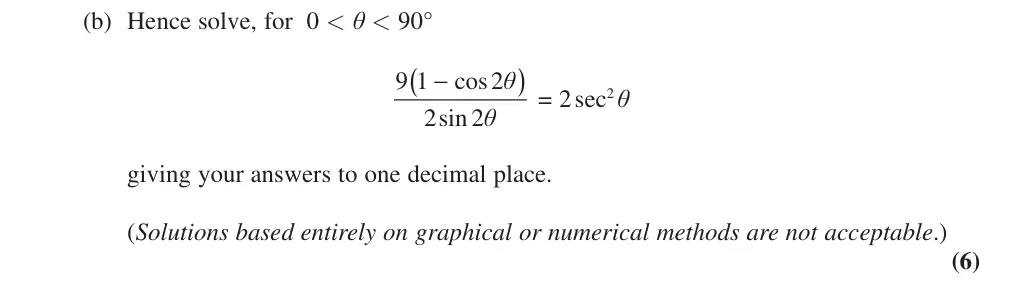 (b) Hence solve, for 0 < θ < 90°
9(1 − cos 2θ) / 2 sin 2θ = 2 sec² θ
giving your answers to one decimal place.
(Solutions based entirely on graphical or numerical methods are not acceptable.)
(6)